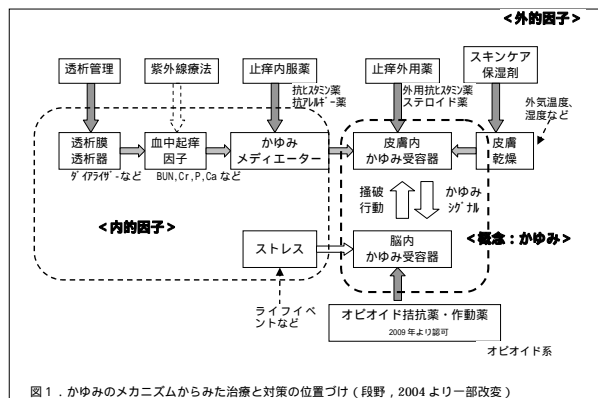 <外的因子>
透析管理
紫外線療法
止痒内服薬
止痒外用薬
スキンケア
保湿剤
抗ﾋｽﾀﾐﾝ薬
抗ｱﾚﾙｷﾞｰ薬
外用抗ﾋｽﾀﾐﾝ薬
ステロイド薬
外気温度、
湿度など
透析膜
透析器
血中起痒
因子
かゆみ
メディエーター
皮膚内
かゆみ受容器
皮膚
乾燥
ﾀﾞｲｱﾗｲｻﾞｰなど
BUN,Cr,P,Caなど
掻破
行動
かゆみ
ｼｸﾞﾅﾙ
<内的因子>
<概念：かゆみ>
ストレス
脳内
かゆみ受容器
ライフイベ
ントなど
オピオイド拮抗薬・作動薬
2009年より認可
オピオイド系
図１．かゆみのメカニズムからみた治療と対策の位置づけ（段野，2004より一部改変）